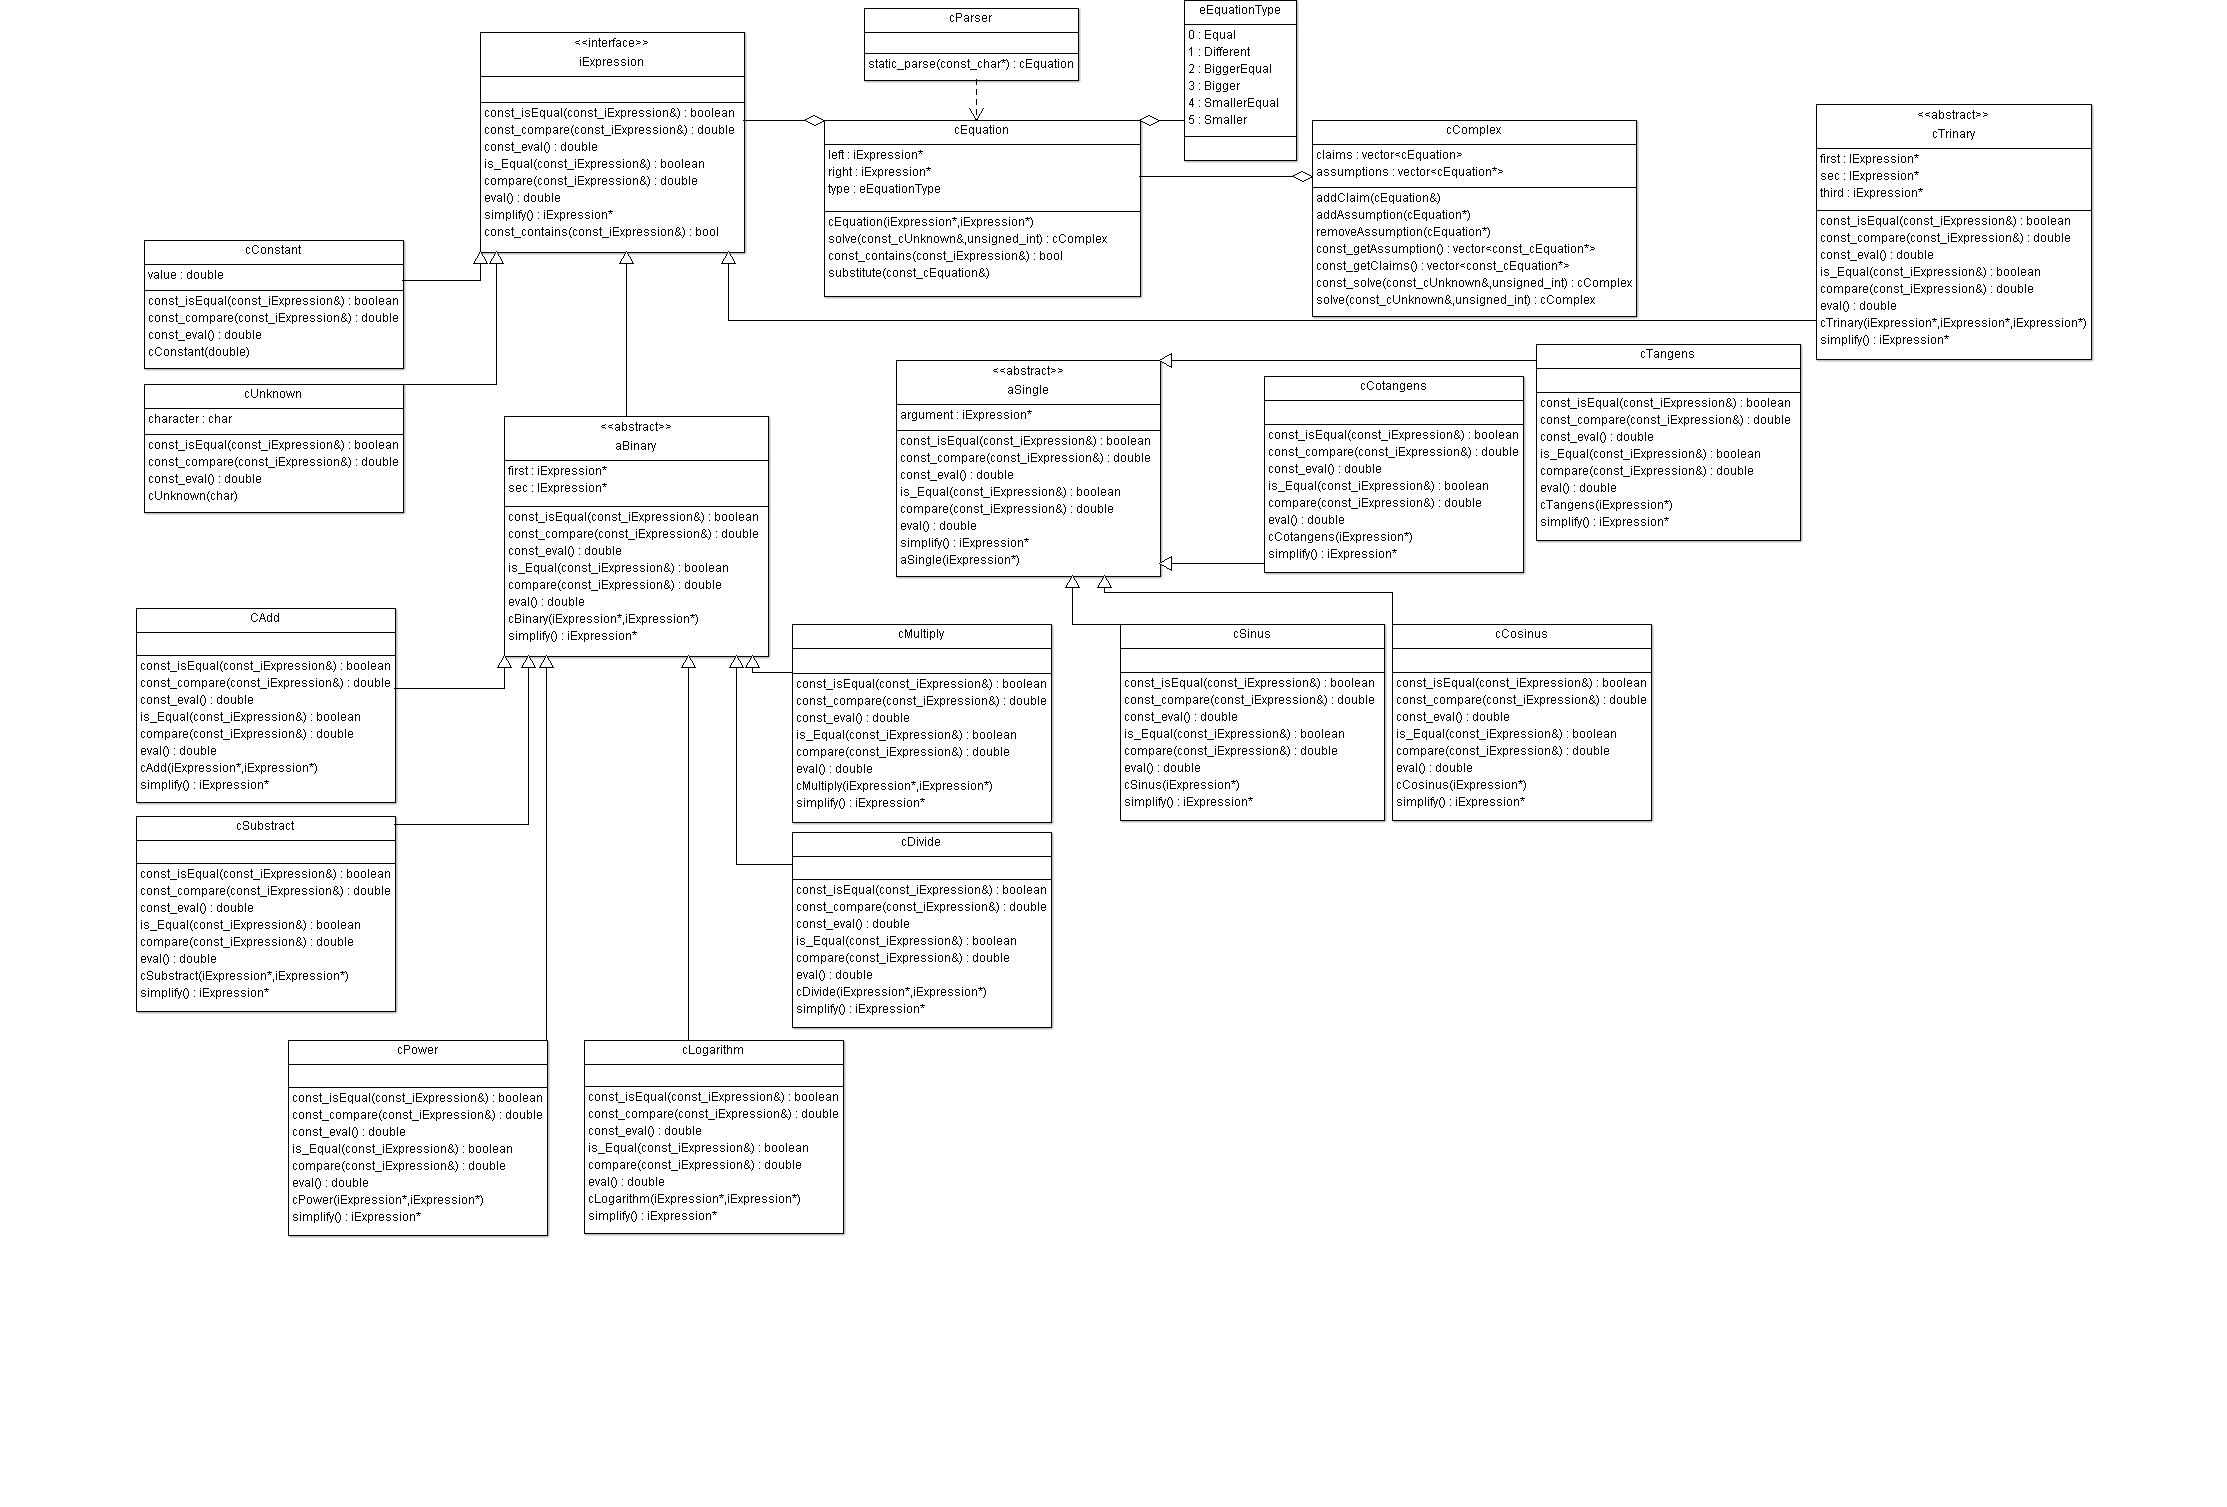 cParser
static_parse(const_char*) : cEquation
eEquationType
0 : Equal
1 : Different
2 : BiggerEqual
3 : Bigger
4 : SmallerEqual
5 : Smaller
<<interface>>
iExpression
const_isEqual(const_iExpression&) : boolean
const_compare(const_iExpression&) : double
const_eval() : double
is_Equal(const_iExpression&) : boolean
compare(const_iExpression&) : double
eval() : double
simplify() : iExpression*
const_contains(const_iExpression&) : bool
cEquation
left : iExpression*
right : iExpression*
type : eEquationType
cEquation(iExpression*,iExpression*)
solve(const_cUnknown&,unsigned_int) : cComplex
const_contains(const_iExpression&) : bool
substitute(const_cEquation&)
cComplex
claims : vector<cEquation>
assumptions : vector<cEquation*>
addClaim(cEquation&)
addAssumption(cEquation*)
removeAssumption(cEquation*)
const_getAssumption() : vector<const_cEquation*>
const_getClaims() : vector<const_cEquation*>
const_solve(const_cUnknown&,unsigned_int) : cComplex
solve(const_cUnknown&,unsigned_int) : cComplex
<<abstract>>
cTrinary
first : IExpression*
sec : IExpression*
third : iExpression*
const_isEqual(const_iExpression&) : boolean
const_compare(const_iExpression&) : double
const_eval() : double
is_Equal(const_iExpression&) : boolean
compare(const_iExpression&) : double
eval() : double
cTrinary(iExpression*,iExpression*,iExpression*)
simplify() : iExpression*
cConstant
value : double
const_isEqual(const_iExpression&) : boolean
const_compare(const_iExpression&) : double
const_eval() : double
cConstant(double)
cUnknown
character : char
const_isEqual(const_iExpression&) : boolean
const_compare(const_iExpression&) : double
const_eval() : double
cUnknown(char)
<<abstract>>
aBinary
first : iExpression*
sec : IExpression*
const_isEqual(const_iExpression&) : boolean
const_compare(const_iExpression&) : double
const_eval() : double
is_Equal(const_iExpression&) : boolean
compare(const_iExpression&) : double
eval() : double
cBinary(iExpression*,iExpression*)
simplify() : iExpression*
<<abstract>>
aSingle
argument : iExpression*
const_isEqual(const_iExpression&) : boolean
const_compare(const_iExpression&) : double
const_eval() : double
is_Equal(const_iExpression&) : boolean
compare(const_iExpression&) : double
eval() : double
simplify() : iExpression*
aSingle(iExpression*)
cCotangens
const_isEqual(const_iExpression&) : boolean
const_compare(const_iExpression&) : double
const_eval() : double
is_Equal(const_iExpression&) : boolean
compare(const_iExpression&) : double
eval() : double
cCotangens(iExpression*)
simplify() : iExpression*
cTangens
const_isEqual(const_iExpression&) : boolean
const_compare(const_iExpression&) : double
const_eval() : double
is_Equal(const_iExpression&) : boolean
compare(const_iExpression&) : double
eval() : double
cTangens(iExpression*)
simplify() : iExpression*
CAdd
const_isEqual(const_iExpression&) : boolean
const_compare(const_iExpression&) : double
const_eval() : double
is_Equal(const_iExpression&) : boolean
compare(const_iExpression&) : double
eval() : double
cAdd(iExpression*,iExpression*)
simplify() : iExpression*
cMultiply
const_isEqual(const_iExpression&) : boolean
const_compare(const_iExpression&) : double
const_eval() : double
is_Equal(const_iExpression&) : boolean
compare(const_iExpression&) : double
eval() : double
cMultiply(iExpression*,iExpression*)
simplify() : iExpression*
cSinus
const_isEqual(const_iExpression&) : boolean
const_compare(const_iExpression&) : double
const_eval() : double
is_Equal(const_iExpression&) : boolean
compare(const_iExpression&) : double
eval() : double
cSinus(iExpression*)
simplify() : iExpression*
cCosinus
const_isEqual(const_iExpression&) : boolean
const_compare(const_iExpression&) : double
const_eval() : double
is_Equal(const_iExpression&) : boolean
compare(const_iExpression&) : double
eval() : double
cCosinus(iExpression*)
simplify() : iExpression*
cSubstract
const_isEqual(const_iExpression&) : boolean
const_compare(const_iExpression&) : double
const_eval() : double
is_Equal(const_iExpression&) : boolean
compare(const_iExpression&) : double
eval() : double
cSubstract(iExpression*,iExpression*)
simplify() : iExpression*
cDivide
const_isEqual(const_iExpression&) : boolean
const_compare(const_iExpression&) : double
const_eval() : double
is_Equal(const_iExpression&) : boolean
compare(const_iExpression&) : double
eval() : double
cDivide(iExpression*,iExpression*)
simplify() : iExpression*
cPower
const_isEqual(const_iExpression&) : boolean
const_compare(const_iExpression&) : double
const_eval() : double
is_Equal(const_iExpression&) : boolean
compare(const_iExpression&) : double
eval() : double
cPower(iExpression*,iExpression*)
simplify() : iExpression*
cLogarithm
const_isEqual(const_iExpression&) : boolean
const_compare(const_iExpression&) : double
const_eval() : double
is_Equal(const_iExpression&) : boolean
compare(const_iExpression&) : double
eval() : double
cLogarithm(iExpression*,iExpression*)
simplify() : iExpression*